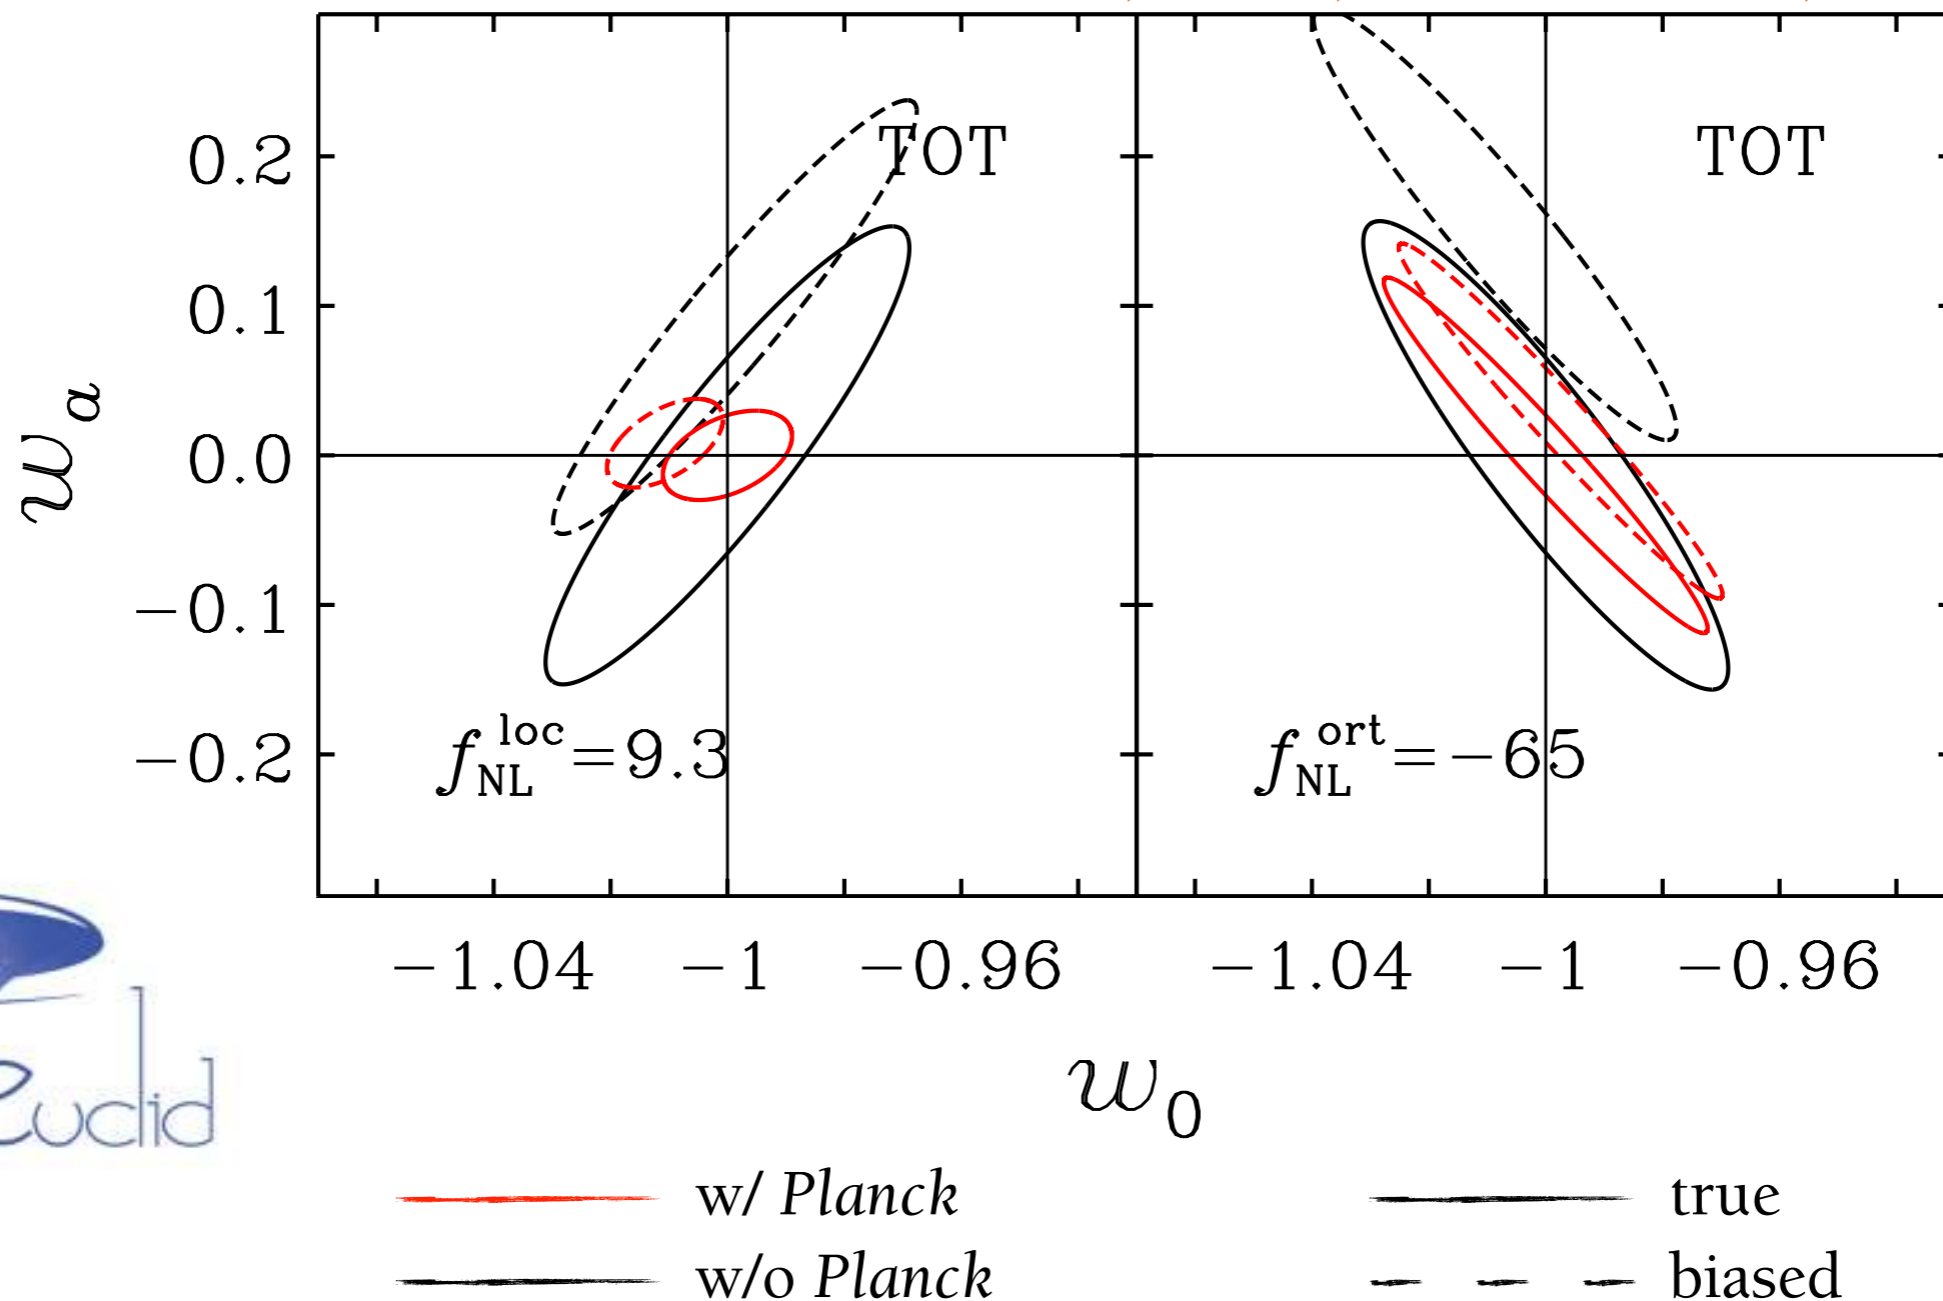 TOT TOT
0.2
0.1
0.0
−0.1
−0.2
w_a
f_NL^loc=9.3 f_NL^ort=−65
−1.04 −1 −0.96 −1.04 −1 −0.96
w_0
euclid
w/ Planck true
w/o Planck biased